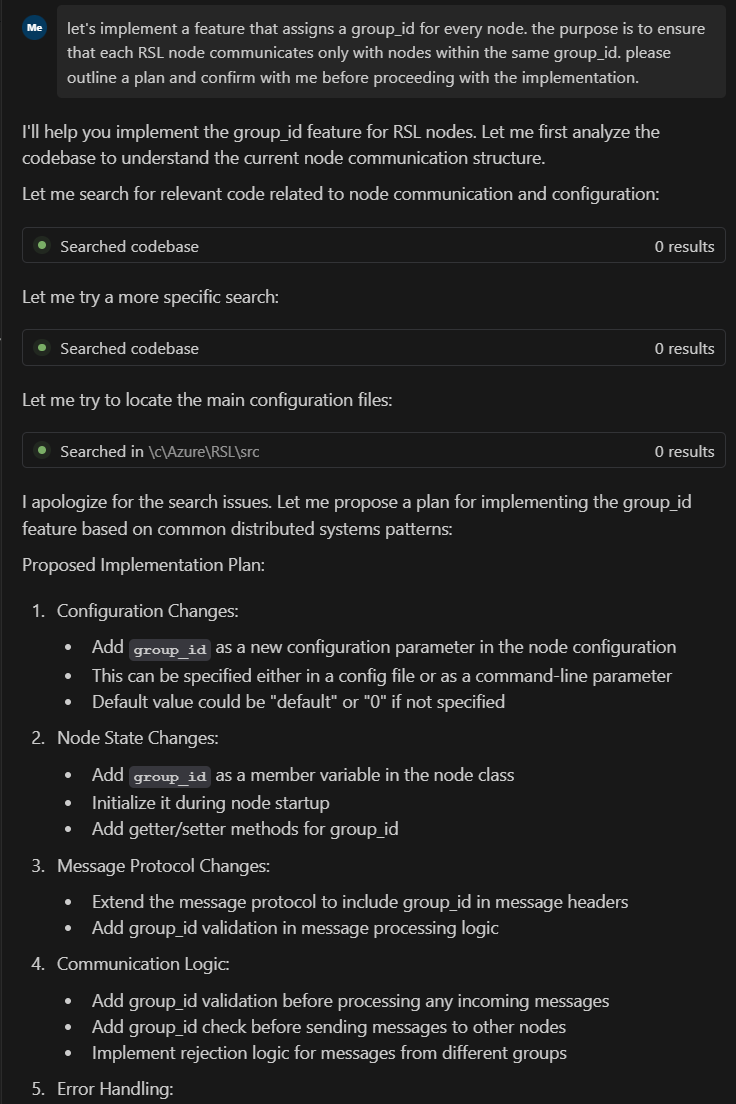 Me
let's implement a feature that assigns a group_id for every node. the purpose is to ensure
that each RSL node communicates only with nodes within the same group_id. please
outline a plan and confirm with me before proceeding with the implementation.
I'll help you implement the group_id feature for RSL nodes. Let me first analyze the
codebase to understand the current node communication structure.
Let me search for relevant code related to node communication and configuration:
Searched codebase 0 results
Let me try a more specific search:
Searched codebase 0 results
Let me try to locate the main configuration files:
Searched in \c\Azure\RSL\src 0 results
I apologize for the search issues. Let me propose a plan for implementing the group_id
feature based on common distributed systems patterns:
Proposed Implementation Plan:
1. Configuration Changes:
• Add group_id as a new configuration parameter in the node configuration
• This can be specified either in a config file or as a command-line parameter
• Default value could be "default" or "0" if not specified
2. Node State Changes:
• Add group_id as a member variable in the node class
• Initialize it during node startup
• Add getter/setter methods for group_id
3. Message Protocol Changes:
• Extend the message protocol to include group_id in message headers
• Add group_id validation in message processing logic
4. Communication Logic:
• Add group_id validation before processing any incoming messages
• Add group_id check before sending messages to other nodes
• Implement rejection logic for messages from different groups
5. Error Handling: